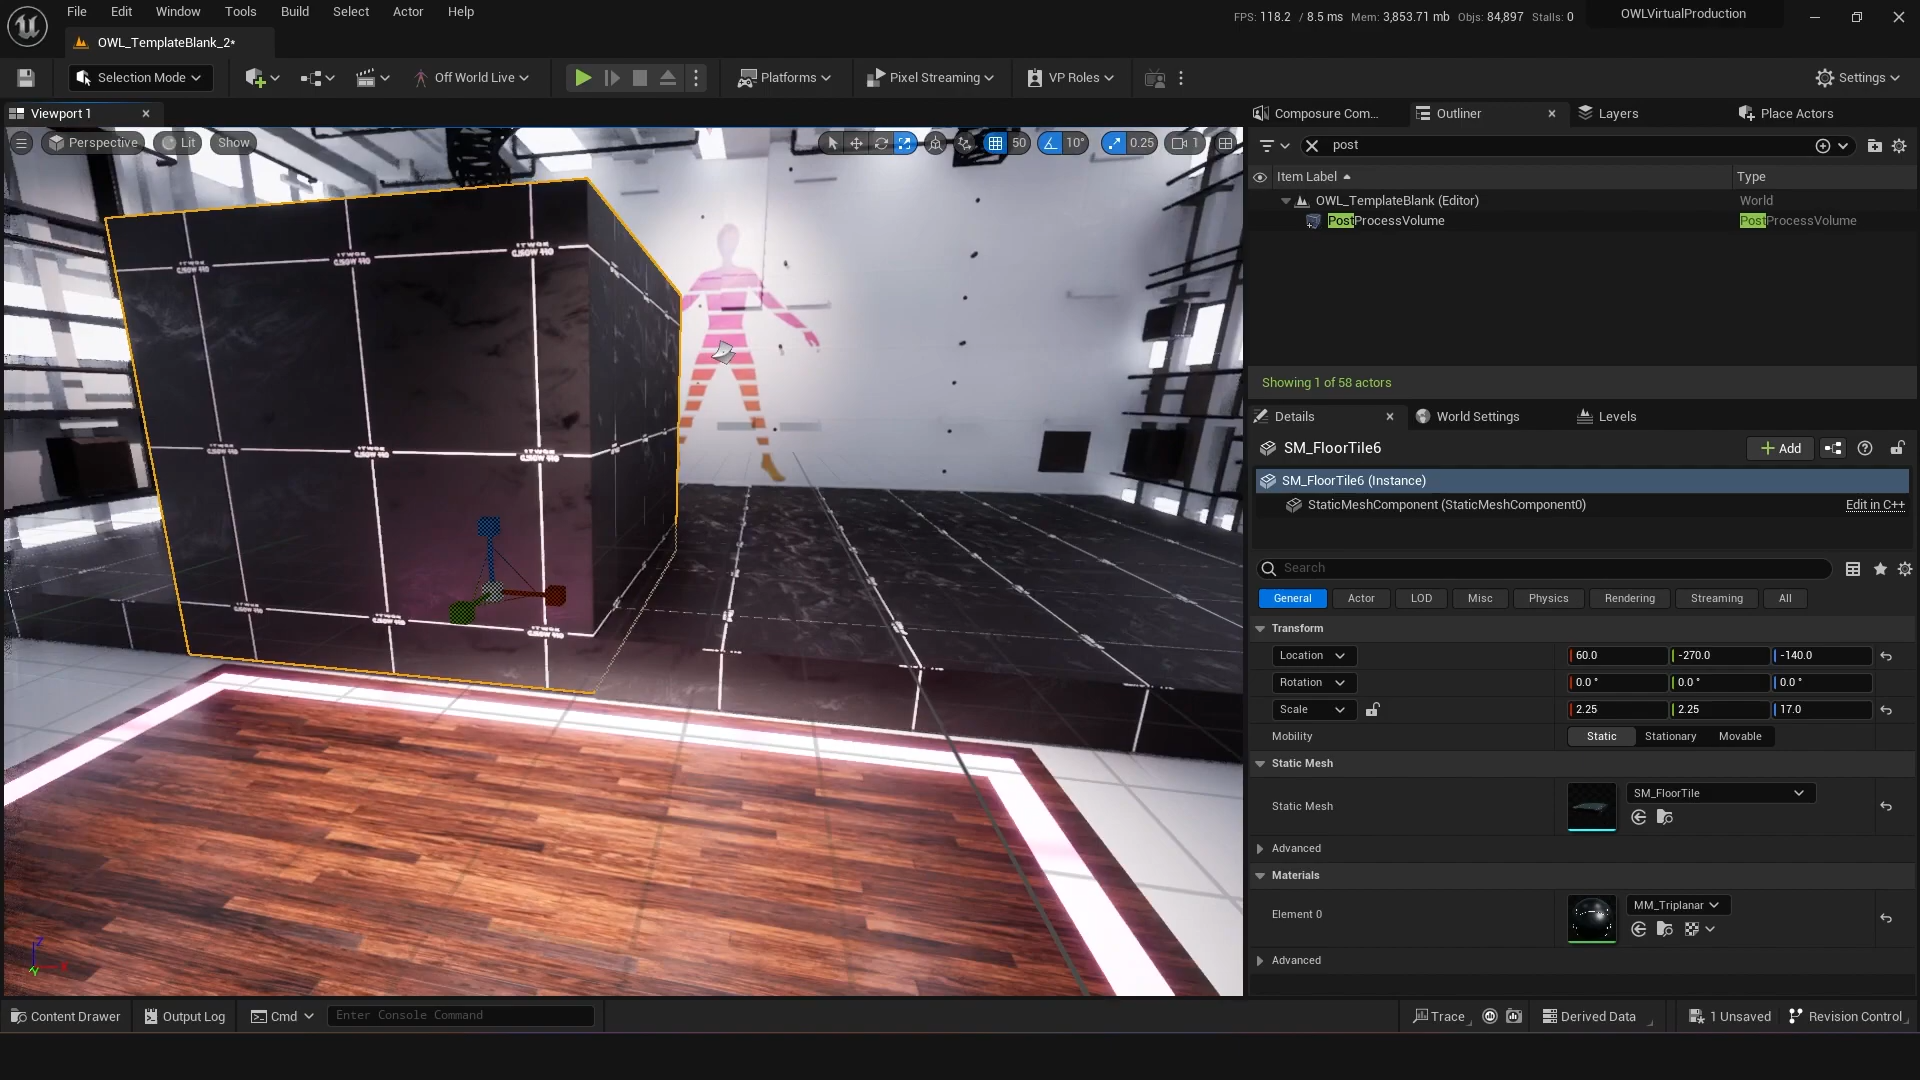 File Edit Window Tools Build Select Actor Help
FPS: 118.2 / 8.5 ms Mem: 3,853.71 mb Objs: 84,897 Stalls: 0
OWLVirtualProduction
OWL_TemplateBlank_2*
Selection Mode
Off World Live
Platforms
Pixel Streaming
VP Roles
Settings
Viewport 1
Composure Com...
Outliner
Layers
Place Actors
Perspective
Lit
Show
50
10°
0.25
1
post
Item Label
Type
OWL_TemplateBlank (Editor)
World
PostProcessVolume
PostProcessVolume
Showing 1 of 58 actors
Details
World Settings
Levels
SM_FloorTile6
Add
SM_FloorTile6 (Instance)
StaticMeshComponent (StaticMeshComponent0)
Edit in C++
Search
General Actor LOD Misc Physics Rendering Streaming All
Transform
Location 60.0 -270.0 -140.0
Rotation 0.0 ° 0.0 ° 0.0 °
Scale 2.25 2.25 17.0
Mobility Static Stationary Movable
Static Mesh
Static Mesh
SM_FloorTile
Advanced
Materials
Element 0
MM_Triplanar
Advanced
Content Drawer
Output Log
Cmd
Enter Console Command
Trace
Derived Data
1 Unsaved
Revision Control